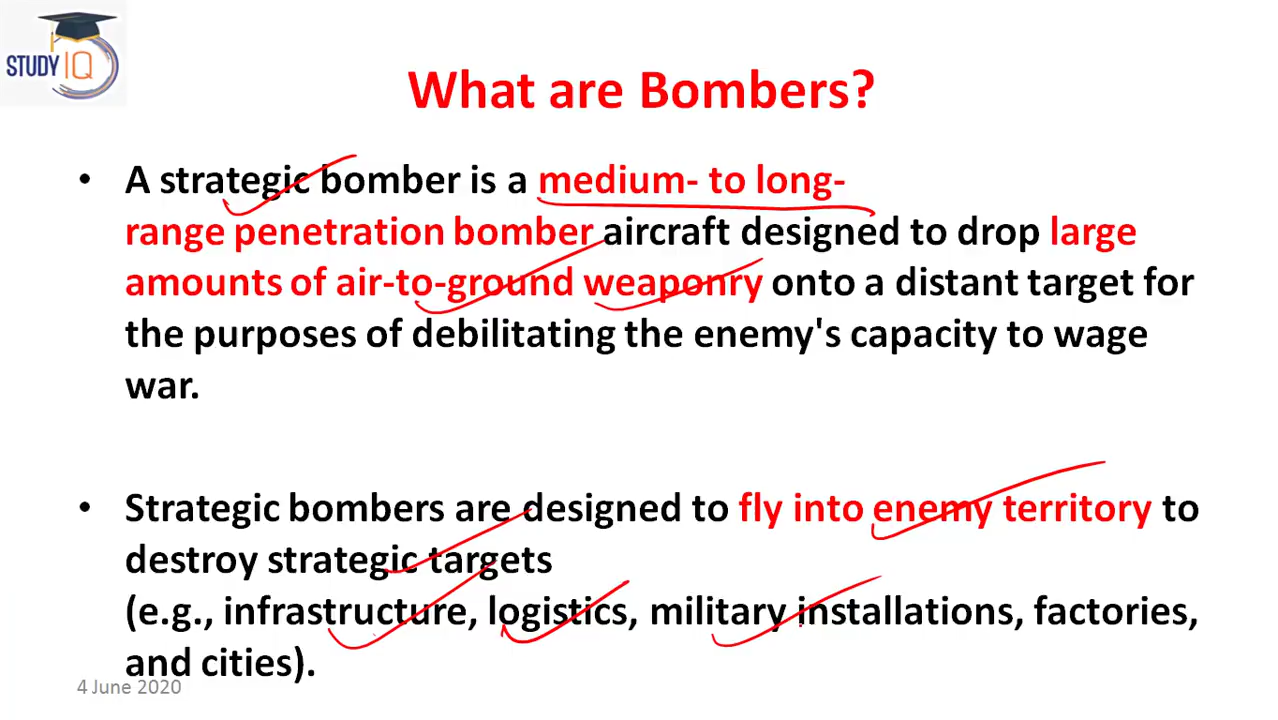 STUDY IQ
What are Bombers?
• A strategic bomber is a medium- to long-
range penetration bomber aircraft designed to drop large
amounts of air-to-ground weaponry onto a distant target for
the purposes of debilitating the enemy's capacity to wage
war.
• Strategic bombers are designed to fly into enemy territory to
destroy strategic targets
(e.g., infrastructure, logistics, military installations, factories,
and cities).
4 June 2020